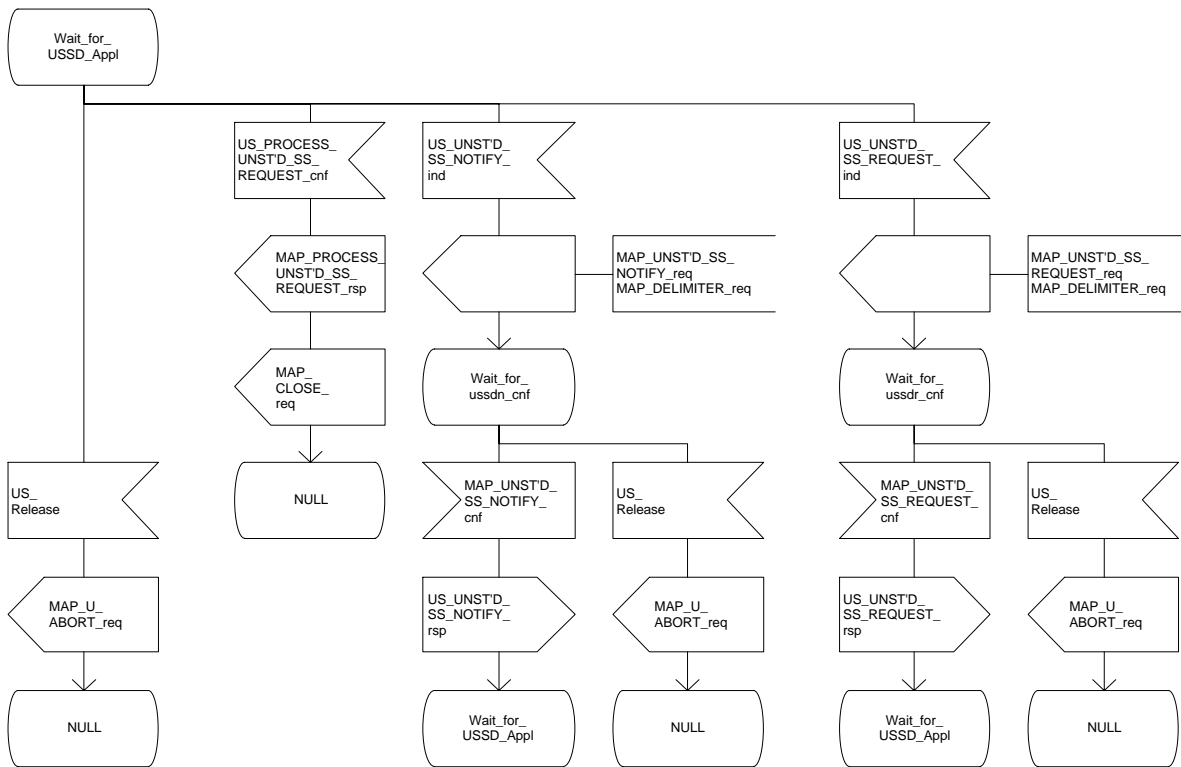 Wait_for_
USSD_Appl
US_PROCESS_
UNST'D_SS_
REQUEST_cnf
US_UNST'D_
SS_NOTIFY_
ind
US_UNST'D_
SS_REQUEST_
ind
MAP_PROCESS_
UNST'D_SS_
REQUEST_rsp
MAP_UNST'D_SS_
NOTIFY_req
MAP_DELIMITER_req
MAP_UNST'D_SS_
REQUEST_req
MAP_DELIMITER_req
MAP_
CLOSE_
req
Wait_for_
ussdn_cnf
Wait_for_
ussdr_cnf
US_
Release
NULL
MAP_UNST'D_
SS_NOTIFY_
cnf
US_
Release
MAP_UNST'D_
SS_REQUEST_
cnf
US_
Release
MAP_U_
ABORT_req
US_UNST'D_
SS_NOTIFY_
rsp
MAP_U_
ABORT_req
US_UNST'D_
SS_REQUEST_
rsp
MAP_U_
ABORT_req
NULL
Wait_for_
USSD_Appl
NULL
Wait_for_
USSD_Appl
NULL